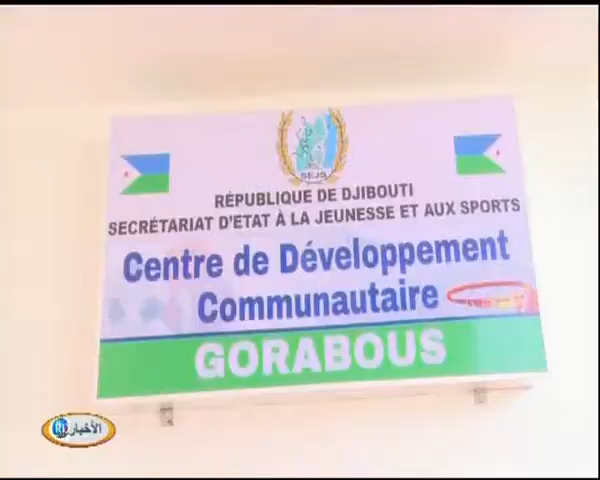 SEJS
RÉPUBLIQUE DE DJIBOUTI
SECRÉTARIAT D'ETAT À LA JEUNESSE ET AUX SPORTS
Centre de Développement
Communautaire
GORABOUS
الأخبار